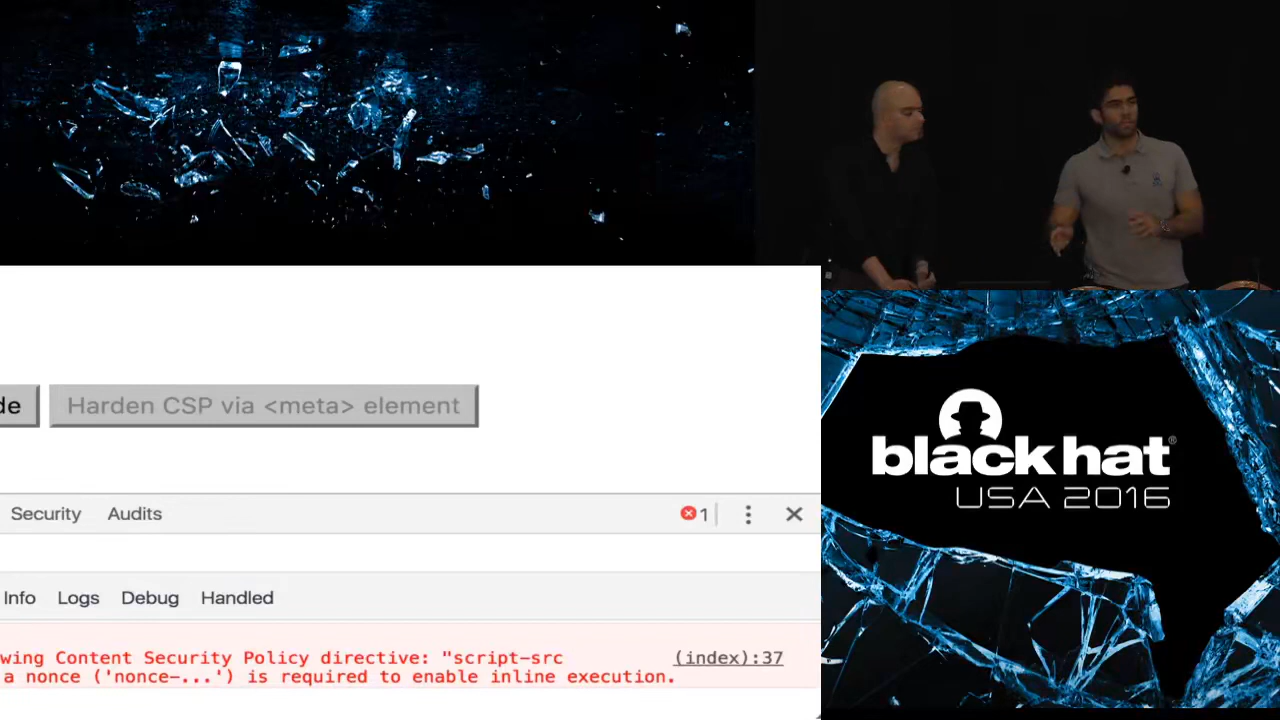 de
Harden CSP via <meta> element
Security Audits
1
Info Logs Debug Handled
wing Content Security Policy directive: "script-src
(index):37
a nonce ('nonce-...') is required to enable inline execution.
black hat®
USA 2016